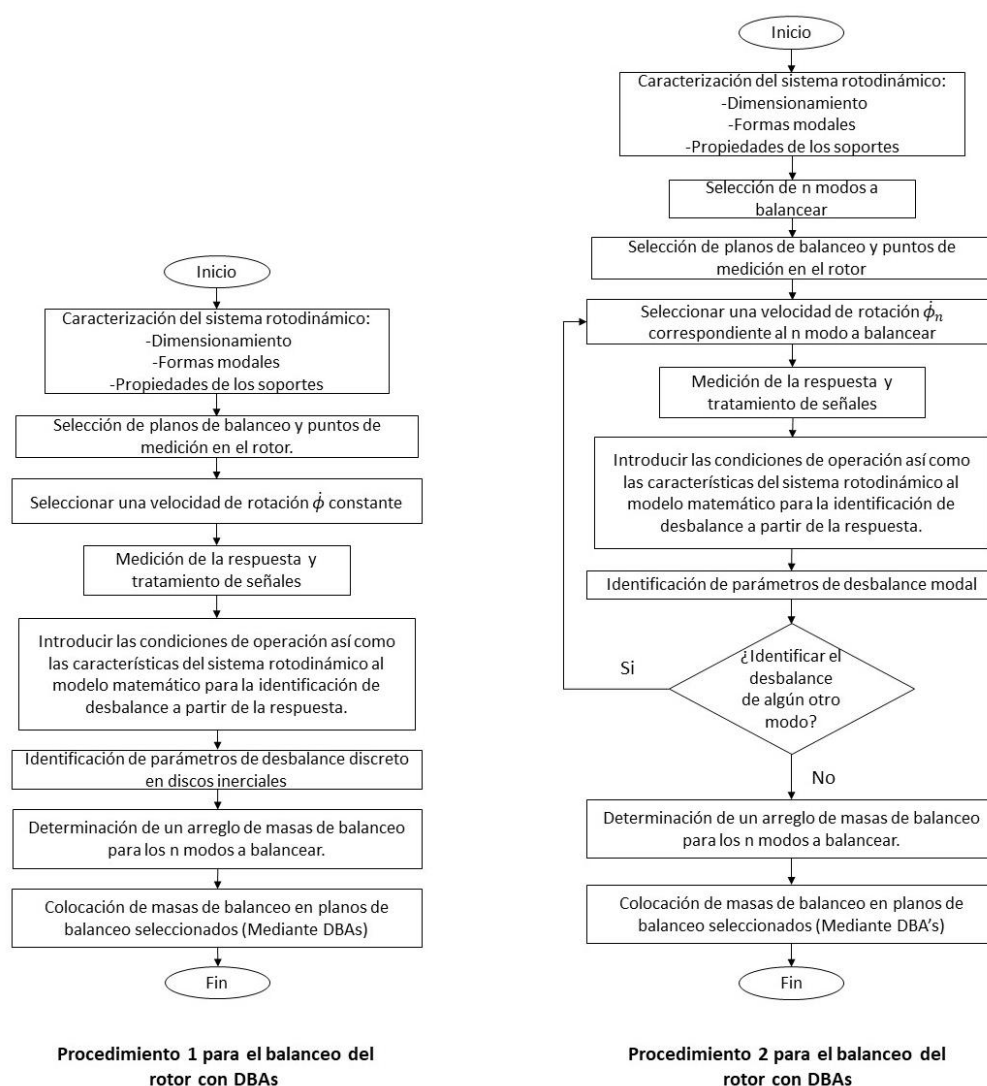 Inicio
Caracterización del sistema rotodinámico:
-Dimensionamiento
-Formas modales
-Propiedades de los soportes
Selección de planos de balanceo y puntos de
medición en el rotor.
Seleccionar una velocidad de rotación ϕ̇ constante
Medición de la respuesta y
tratamiento de señales
Introducir las condiciones de operación así como
las características del sistema rotodinámico al
modelo matemático para la identificación de
desbalance a partir de la respuesta.
Identificación de parámetros de desbalance discreto
en discos inerciales
Determinación de un arreglo de masas de balanceo
para los n modos a balancear.
Colocación de masas de balanceo en planos de
balanceo seleccionados (Mediante DBAs)
Fin
Procedimiento 1 para el balanceo del
rotor con DBAs
Inicio
Caracterización del sistema rotodinámico:
-Dimensionamiento
-Formas modales
-Propiedades de los soportes
Selección de n modos a
balancear
Selección de planos de balanceo y puntos de
medición en el rotor
Seleccionar una velocidad de rotación ϕ̇ₙ
correspondiente al n modo a balancear
Medición de la respuesta y
tratamiento de señales
Introducir las condiciones de operación así como
las características del sistema rotodinámico al
modelo matemático para la identificación de
desbalance a partir de la respuesta.
Identificación de parámetros de desbalance modal
¿Identificar el
desbalance
de algún otro
modo?
Si
No
Determinación de un arreglo de masas de balanceo
para los n modos a balancear.
Colocación de masas de balanceo en planos de
balanceo seleccionados (Mediante DBA's)
Fin
Procedimiento 2 para el balanceo del
rotor con DBAs